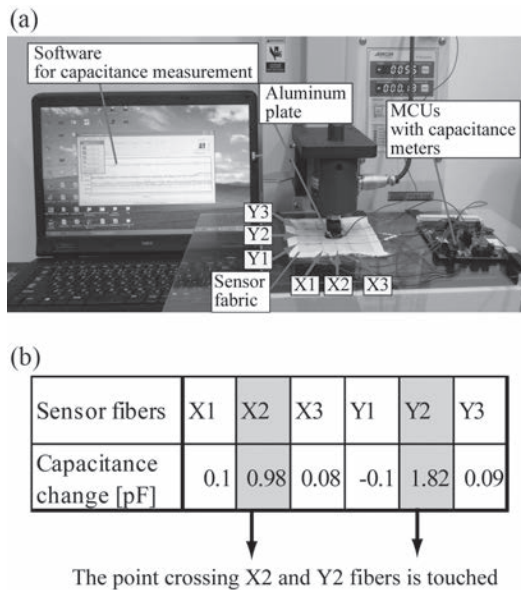 (a)
Software
for capacitance measurement
Aluminum
plate
MCUs
with capacitance
meters
Y3
Y2
Y1
Sensor
fabric
X1 X2 X3
(b)
Sensor fibers X1 X2 X3 Y1 Y2 Y3
Capacitance
change [pF] 0.1 0.98 0.08 -0.1 1.82 0.09
The point crossing X2 and Y2 fibers is touched